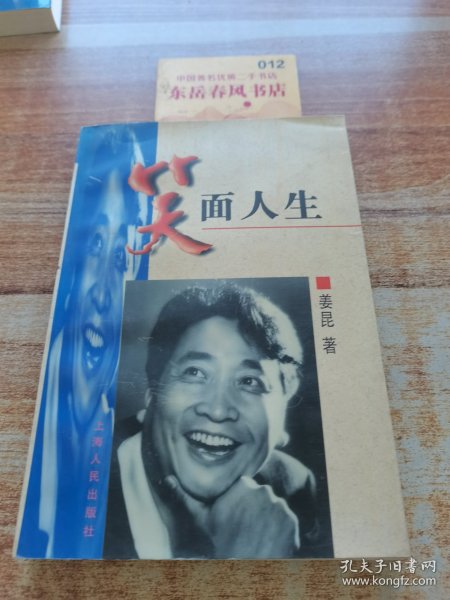 012
中国著名优质二手书店
东岳春风书店
笑面人生
姜昆 著
上海人民出版社
孔夫子旧书网
www.kongfz.com